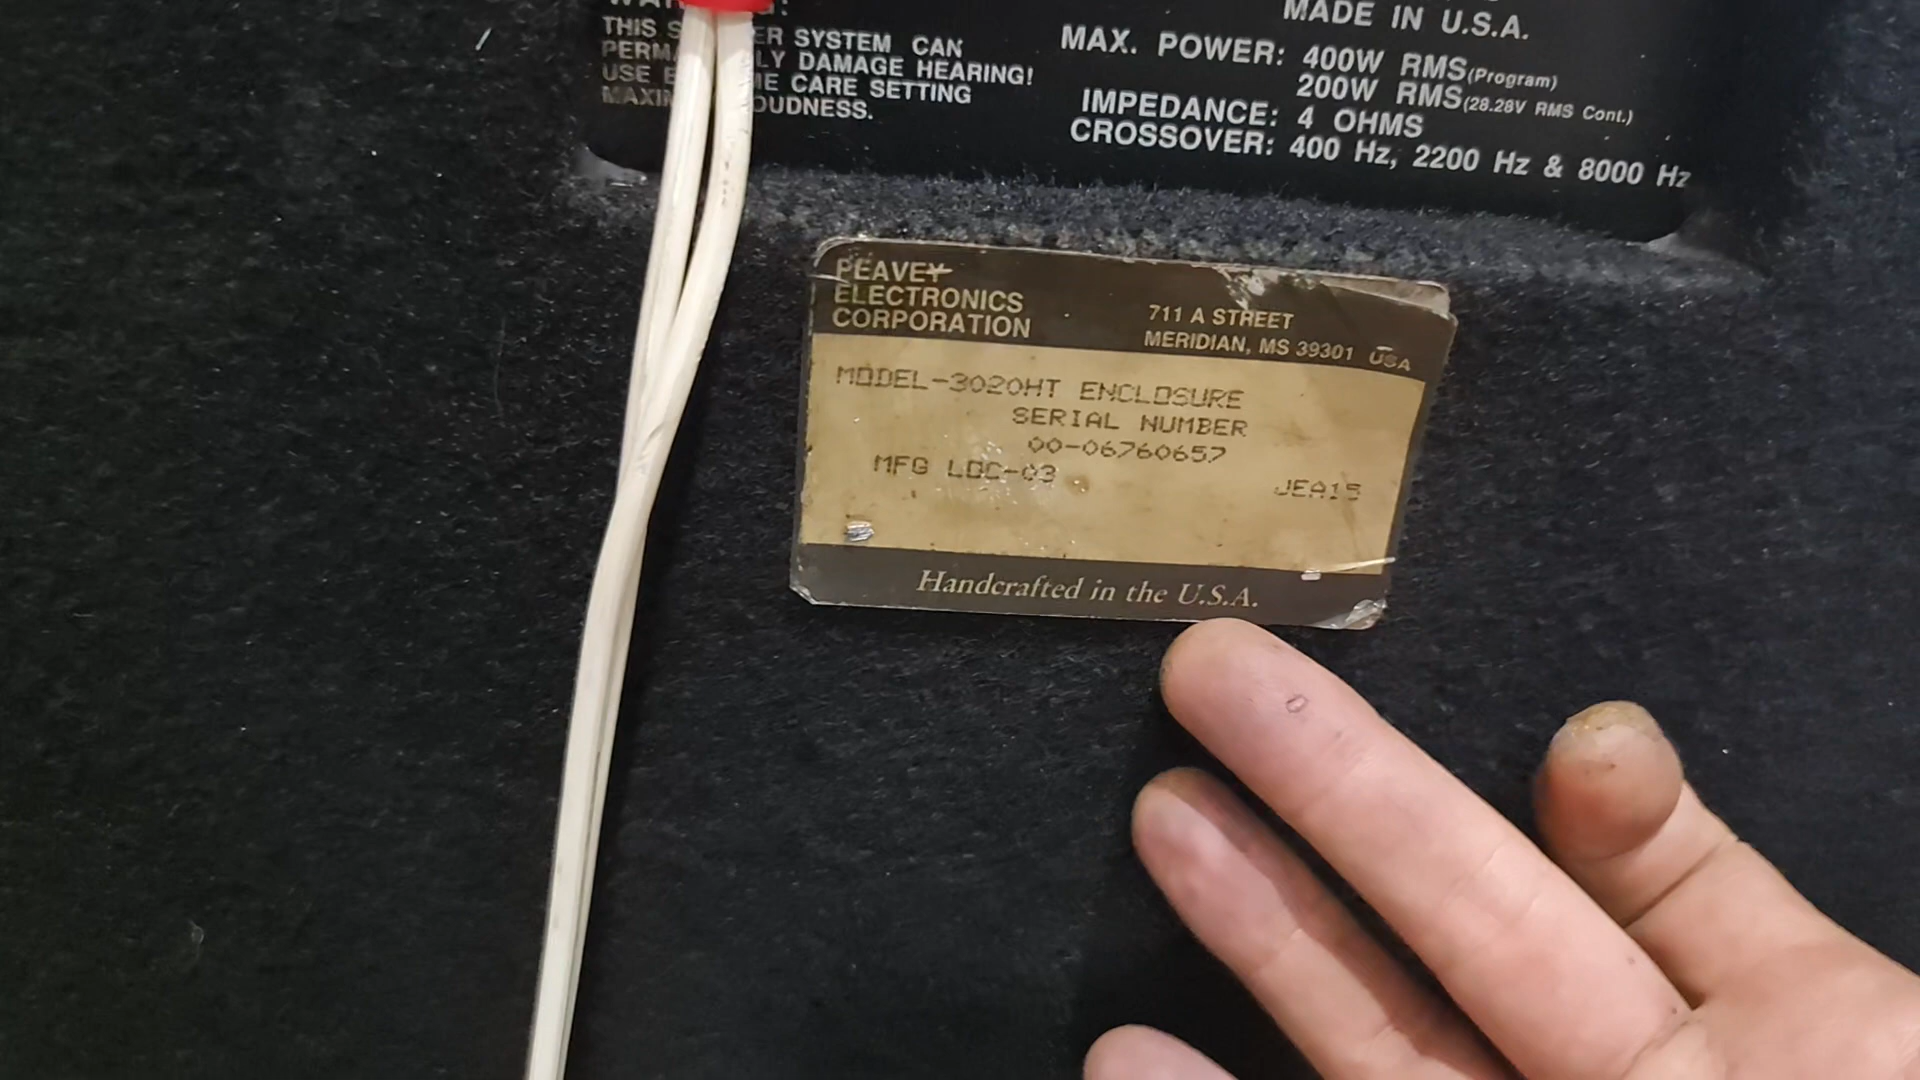 THIS SYSTEM CAN
DAMAGE HEARING!
USE CARE SETTING
MADE IN U.S.A.
MAX. POWER: 400W RMS (Program)
200W RMS (28.28V RMS Cont.)
IMPEDANCE: 4 OHMS
CROSSOVER: 400 Hz, 2200 Hz & 8000 Hz
PEAVEY
ELECTRONICS
CORPORATION
711 A STREET
MERIDIAN, MS 39301 USA
MODEL-3020HT ENCLOSURE
SERIAL NUMBER
00-06760657
MFG LOC-03
JEA15
Handcrafted in the U.S.A.